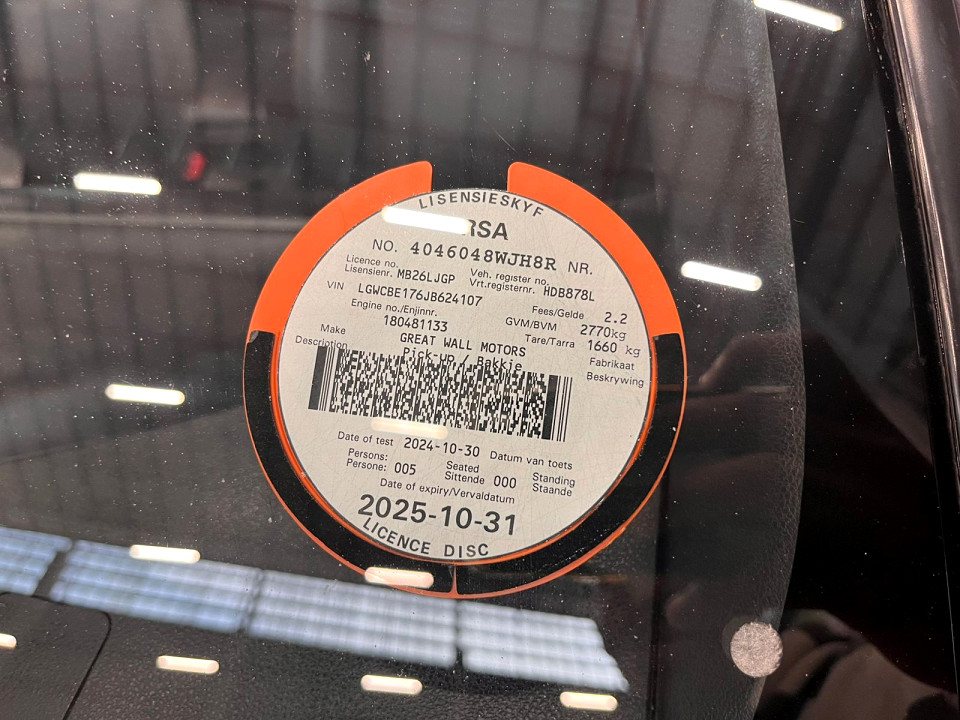 LISENSIESKYF
RSA
NO. 4046048WJH8R NR.
Licence no. Veh. register no.
Lisensienr. MB26LJGP Vrt.registernr. HDB878L
VIN LGWCBE176JB624107
Fees/Gelde 2.2
Engine no./Enjinnr. GVM/BVM 2770kg
180481133 Tare/Tarra 1660 kg
Make GREAT WALL MOTORS Fabrikaat
Description Pick-up / Bakkie Beskrywing
Date of test 2024-10-30 Datum van toets
Persons: Seated Standing
Persone: 005 Sittende 000 Staande
Date of expiry/Vervaldatum
2025-10-31
LICENCE DISC